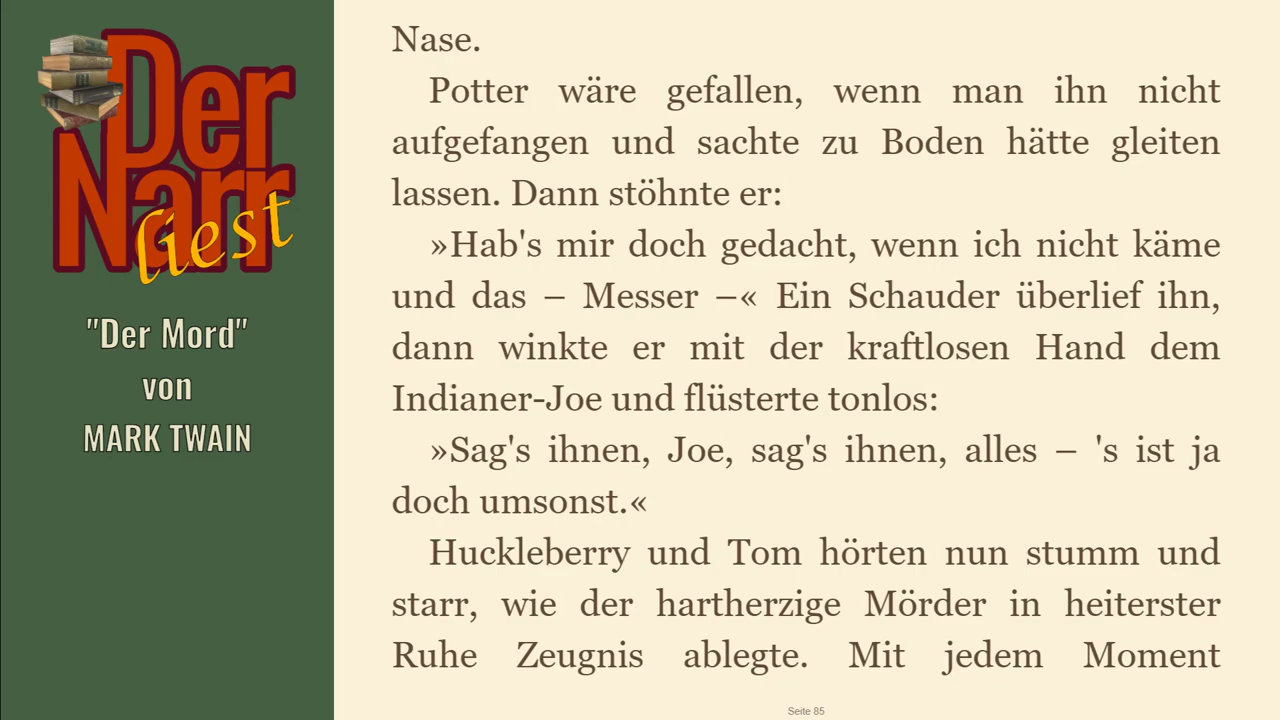 Der
Narr
liest
"Der Mord"
von
MARK TWAIN
Nase.
Potter wäre gefallen, wenn man ihn nicht
aufgefangen und sachte zu Boden hätte gleiten
lassen. Dann stöhnte er:
»Hab's mir doch gedacht, wenn ich nicht käme
und das – Messer –« Ein Schauder überlief ihn,
dann winkte er mit der kraftlosen Hand dem
Indianer-Joe und flüsterte tonlos:
»Sag's ihnen, Joe, sag's ihnen, alles – 's ist ja
doch umsonst.«
Huckleberry und Tom hörten nun stumm und
starr, wie der hartherzige Mörder in heiterster
Ruhe Zeugnis ablegte. Mit jedem Moment
Seite 85